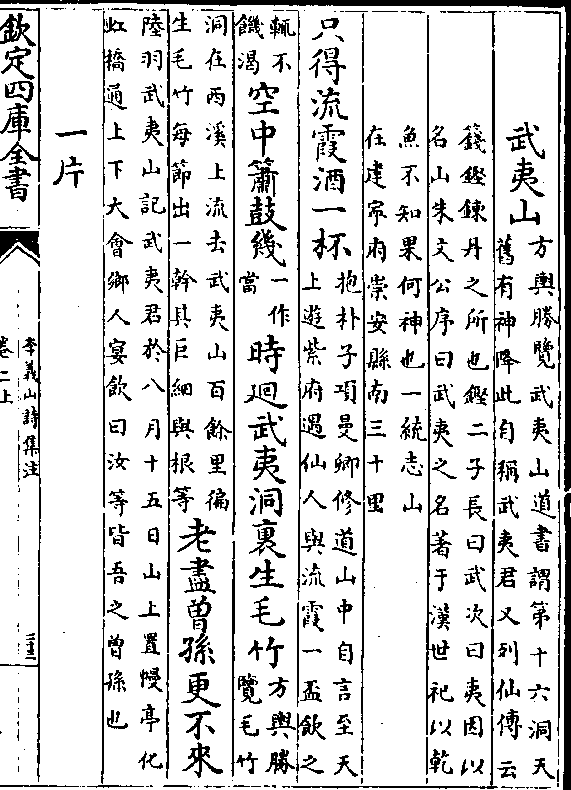 武夷山
方輿勝覽武夷山道書謂第十六洞天
舊有神降此自稱武夷君又列仙傳云
籛鏗鍊丹之所也鏗二子長曰武次曰夷因以
名山朱文公序曰武夷之名著于漢世祀以乾
魚不知果何神也一統志山
在建寧府崇安縣南三十里
只得流霞酒一杯
抱朴子項曼卿修道山中自言至天
上遊紫府遇仙人與流霞一盃飲之
輒不
饑渴
空中簫鼓幾
一作
當
時廻武夷洞裏生毛竹
方輿勝
覽毛竹
洞在西溪上流去武夷山百餘里徧
生毛竹每節出一幹其巨細與根等
老盡曾孫更不來
陸羽武夷山記武夷君於八月十五日山上置幔亭化
虹橋通上下大會鄉人宴飲曰汝等皆吾之曾孫也
一片
欽定四庫全書
李義山詩集注
卷二上